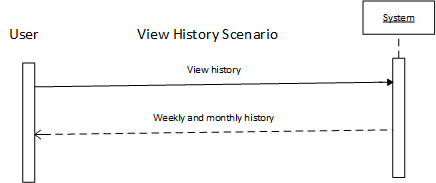 System
User
View History Scenario
View history
Weekly and monthly history